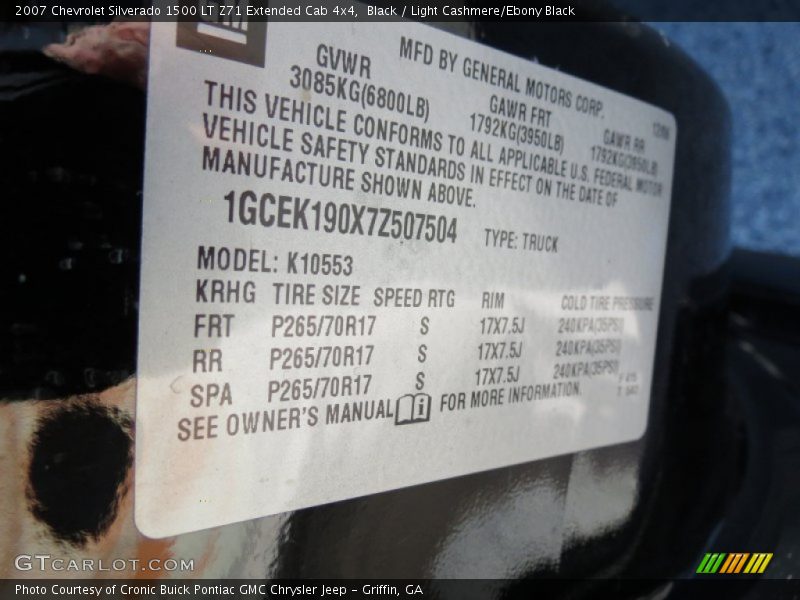 2007 Chevrolet Silverado 1500 LT Z71 Extended Cab 4x4,  Black / Light Cashmere/Ebony Black
GM
MFD BY GENERAL MOTORS CORP.
12/06
GVWR GAWR FRT GAWR RR
3085KG(6800LB) 1792KG(3950LB) 1792KG(3950LB)
THIS VEHICLE CONFORMS TO ALL APPLICABLE U.S. FEDERAL MOTOR
VEHICLE SAFETY STANDARDS IN EFFECT ON THE DATE OF
MANUFACTURE SHOWN ABOVE.
1GCEK190X7Z507504 TYPE: TRUCK
MODEL: K10553
KRHG TIRE SIZE SPEED RTG RIM COLD TIRE PRESSURE
FRT P265/70R17 S 17X7.5J 240KPA(35PSI)
RR P265/70R17 S 17X7.5J 240KPA(35PSI)
SPA P265/70R17 S 17X7.5J 240KPA(35PSI)
SEE OWNER'S MANUAL FOR MORE INFORMATION.
GTCARLOT.COM
Photo Courtesy of Cronic Buick Pontiac GMC Chrysler Jeep – Griffin, GA